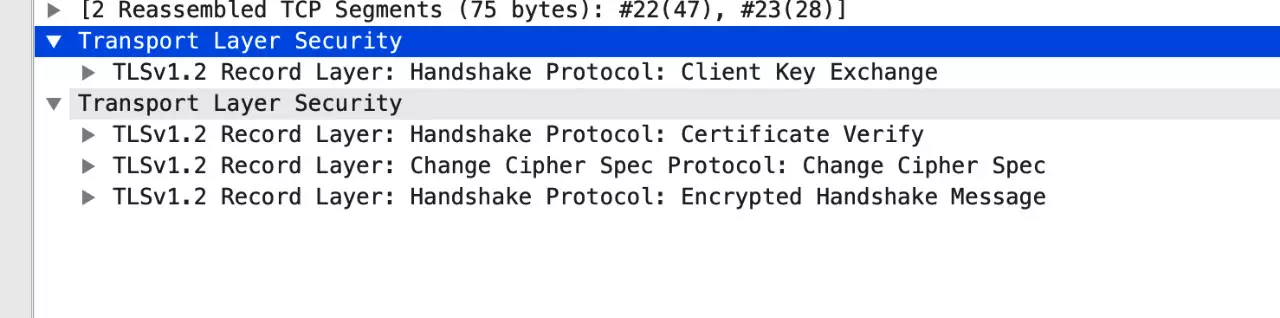 [2 Reassembled TCP Segments (75 bytes): #22(47), #23(28)]
Transport Layer Security
TLSv1.2 Record Layer: Handshake Protocol: Client Key Exchange
Transport Layer Security
TLSv1.2 Record Layer: Handshake Protocol: Certificate Verify
TLSv1.2 Record Layer: Change Cipher Spec Protocol: Change Cipher Spec
TLSv1.2 Record Layer: Handshake Protocol: Encrypted Handshake Message